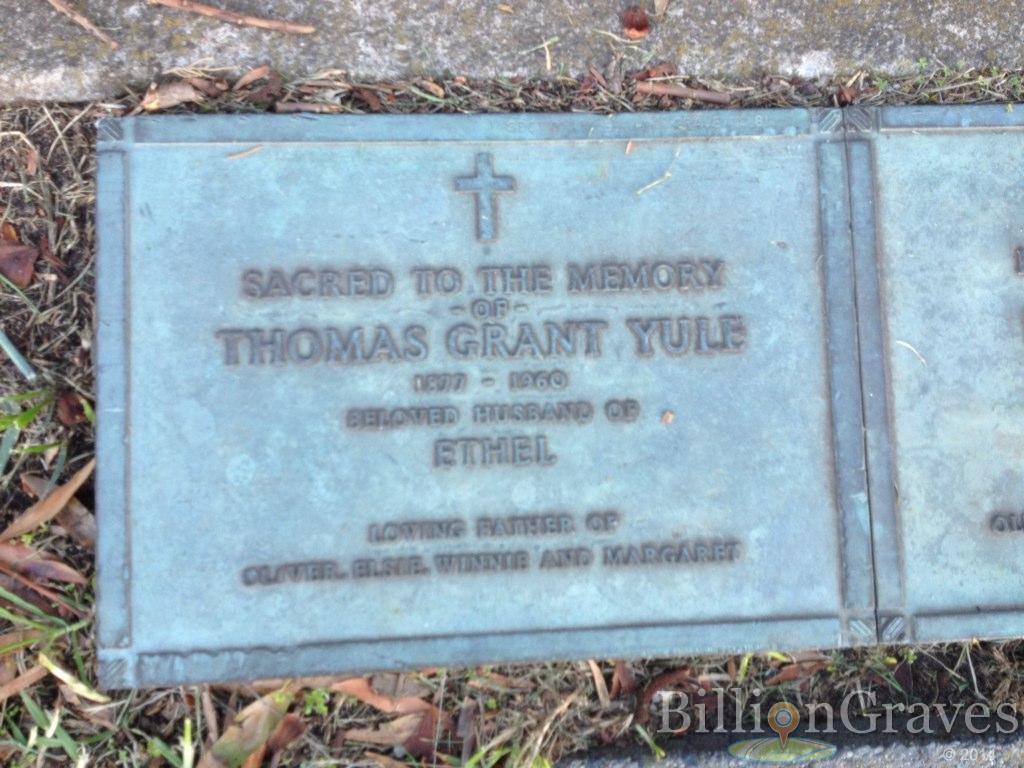 SACRED TO THE MEMORY
- OF -
THOMAS GRANT YULE
1877 - 1960
BELOVED HUSBAND OF
ETHEL
LOVING FATHER OF
OLIVER, ELSIE, WINNIE AND MARGARET
BillionGraves